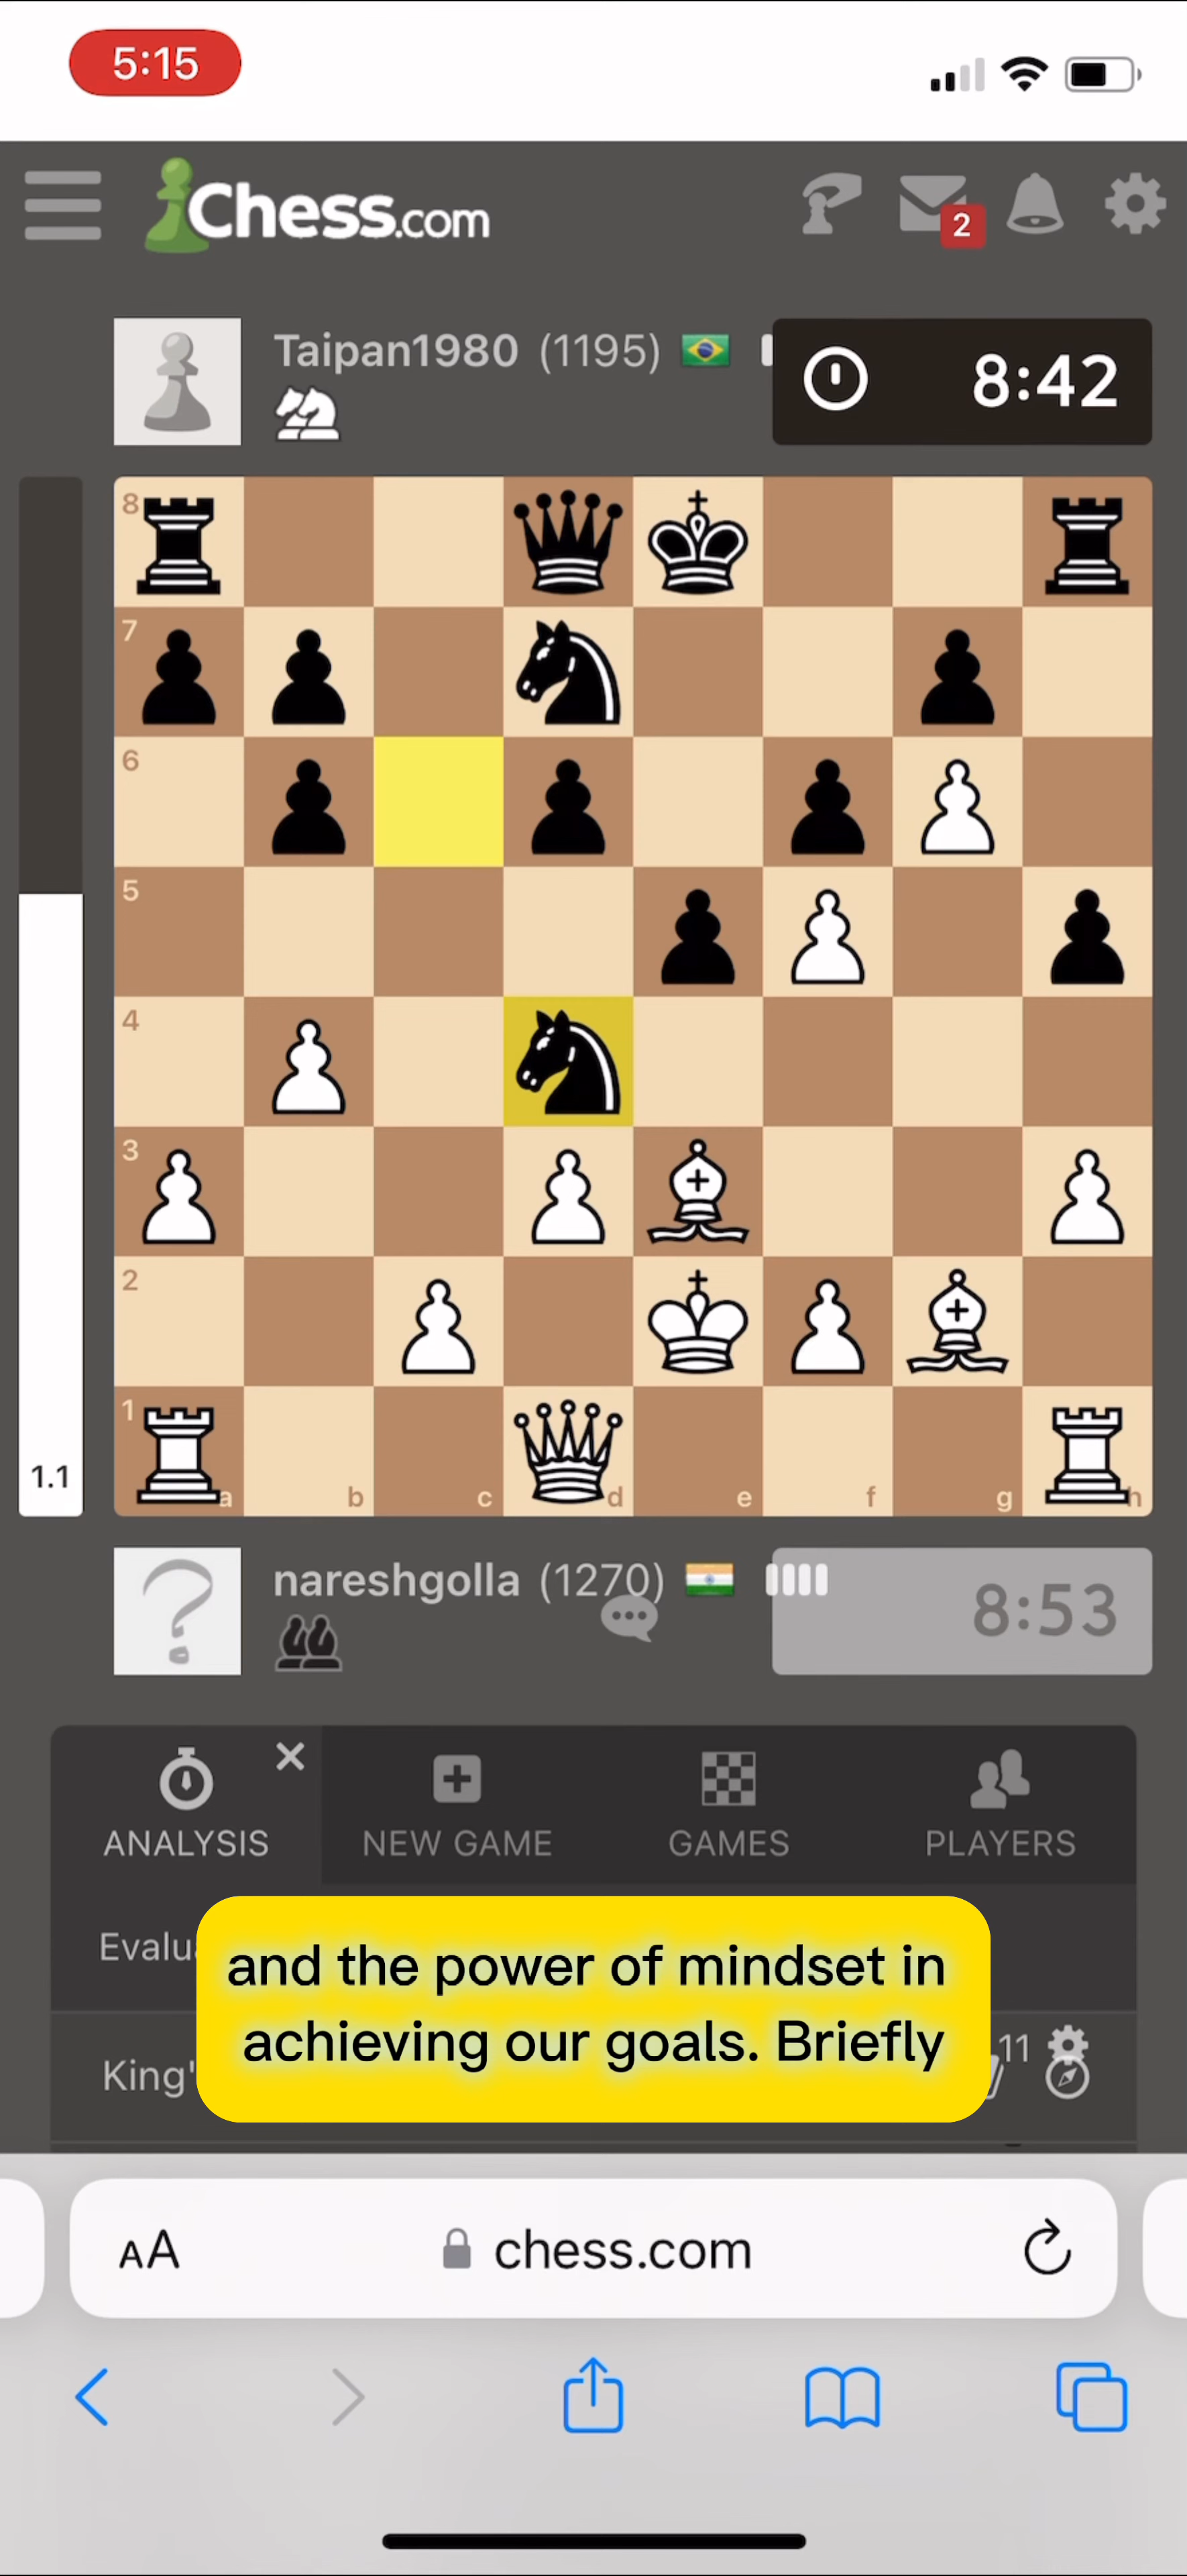 5:15
Chess.com
2
Taipan1980 (1195)
8:42
8
7
6
5
4
3
2
1
a b c d e f g h
1.1
nareshgolla (1270)
8:53
ANALYSIS
NEW GAME
GAMES
PLAYERS
and the power of mindset in
achieving our goals. Briefly
11
AA
chess.com